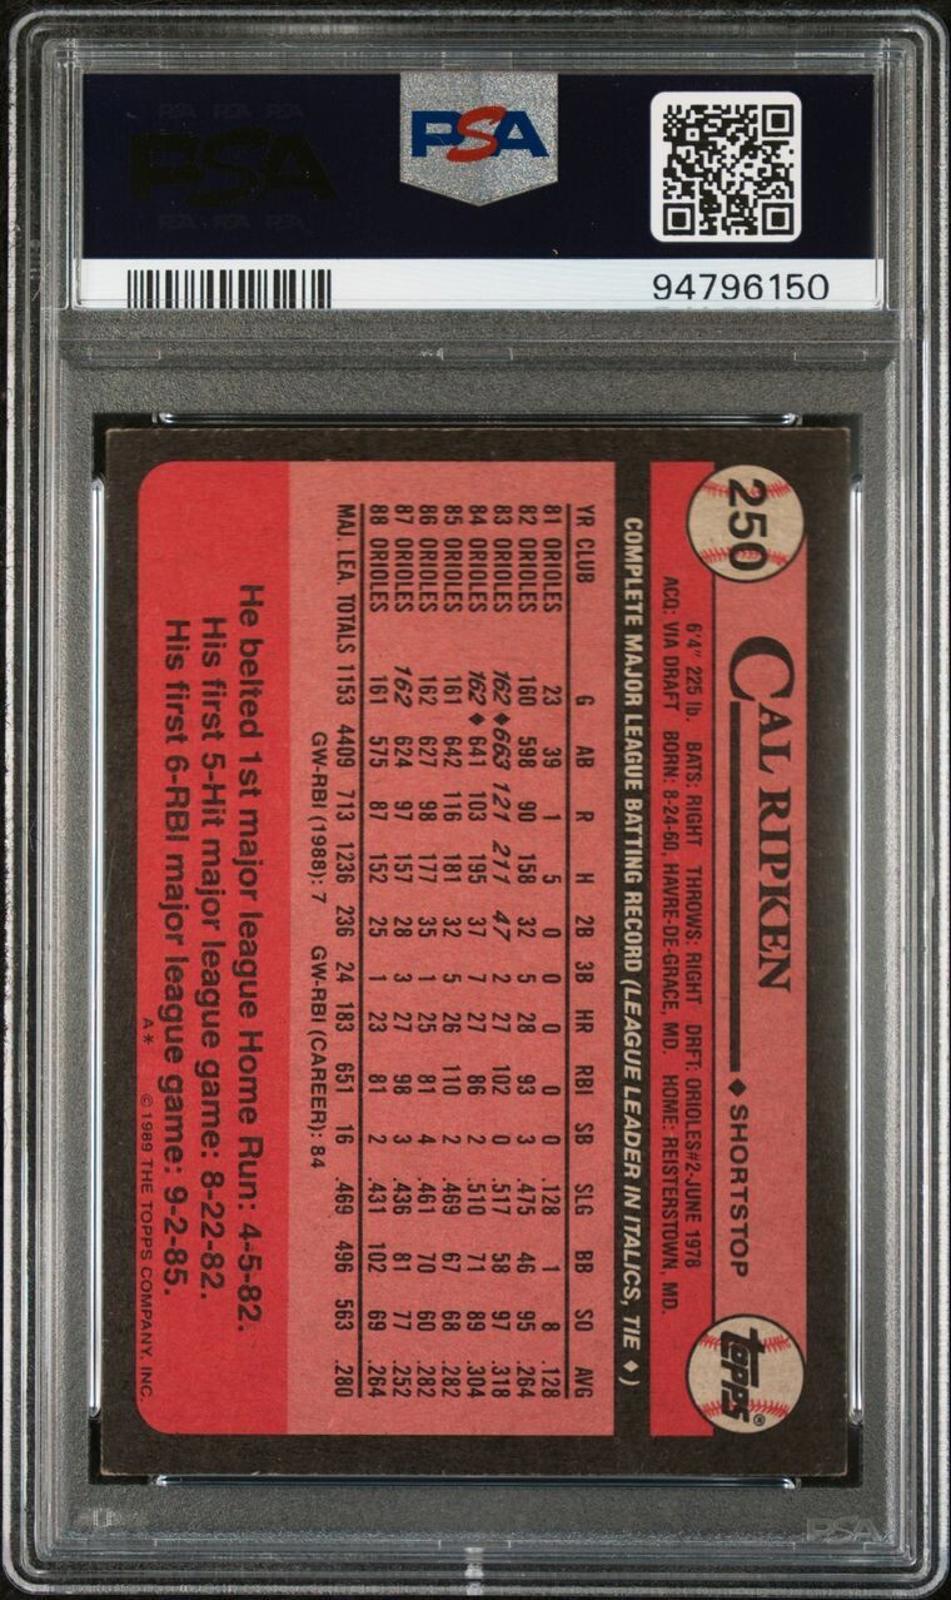 PSA PSA PSA
PSA
PSA PSA PSA
PSA
94796150
250 CAL RIPKEN ♦ SHORTSTOP
TOPPS®
6'4" 225 lb. BATS: RIGHT THROWS: RIGHT DRFT: ORIOLES#2-JUNE 1978
ACQ: VIA DRAFT BORN: 8-24-60, HAVRE-DE-GRACE, MD. HOME: REISTERSTOWN, MD.
COMPLETE MAJOR LEAGUE BATTING RECORD (LEAGUE LEADER IN ITALICS, TIE ♦)
YR CLUB G AB R H 2B 3B HR RBI SB SLG BB SO AVG
81 ORIOLES 23 39 1 5 0 0 0 0 0 .128 1 8 .128
82 ORIOLES 160 598 90 158 32 5 28 93 3 .475 46 95 .264
83 ORIOLES 162♦ 663 121 211 47 2 27 102 0 .517 58 97 .318
84 ORIOLES 162♦ 641 103 195 37 7 27 86 2 .510 71 89 .304
85 ORIOLES 161 642 116 181 32 5 26 110 2 .469 67 68 .282
86 ORIOLES 162 627 98 177 35 1 25 81 4 .461 70 60 .282
87 ORIOLES 162 624 97 157 28 3 27 98 3 .436 81 77 .252
88 ORIOLES 161 575 87 152 25 1 23 81 2 .431 102 69 .264
MAJ. LEA. TOTALS 1153 4409 713 1236 236 24 183 651 16 .469 496 563 .280
GW-RBI (1988): 7 GW-RBI (CAREER): 84
He belted 1st major league Home Run: 4-5-82.
His first 5-Hit major league game: 8-22-82.
His first 6-RBI major league game: 9-2-85.
A* © 1989 THE TOPPS COMPANY, INC.
PSA